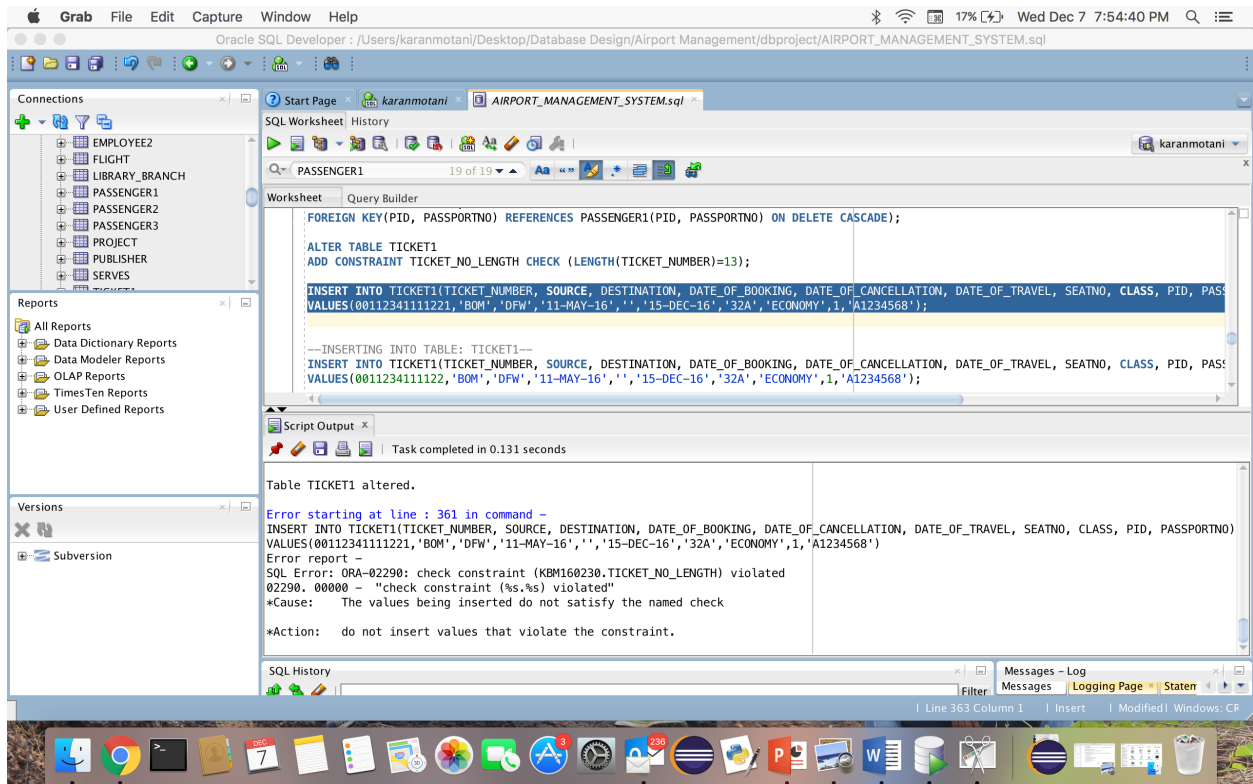 Grab File Edit Capture Window Help 17% Wed Dec 7 7:54:40 PM
Oracle SQL Developer : /Users/karanmotani/Desktop/Database Design/Airport Management/dbproject/AIRPORT_MANAGEMENT_SYSTEM.sql
Connections
EMPLOYEE2
FLIGHT
LIBRARY_BRANCH
PASSENGER1
PASSENGER2
PASSENGER3
PROJECT
PUBLISHER
SERVES
Reports
All Reports
Data Dictionary Reports
Data Modeler Reports
OLAP Reports
TimesTen Reports
User Defined Reports
Versions
Subversion
Start Page karanmotani AIRPORT_MANAGEMENT_SYSTEM.sql
SQL Worksheet History
karanmotani
PASSENGER1 19 of 19 Aa “”
Worksheet Query Builder
FOREIGN KEY(PID, PASSPORTNO) REFERENCES PASSENGER1(PID, PASSPORTNO) ON DELETE CASCADE);
ALTER TABLE TICKET1
ADD CONSTRAINT TICKET_NO_LENGTH CHECK (LENGTH(TICKET_NUMBER)=13);
INSERT INTO TICKET1(TICKET_NUMBER, SOURCE, DESTINATION, DATE_OF_BOOKING, DATE_OF_CANCELLATION, DATE_OF_TRAVEL, SEATNO, CLASS, PID, PASS
VALUES(00112341111221,'BOM','DFW','11-MAY-16','','15-DEC-16','32A','ECONOMY',1,'A1234568');
--INSERTING INTO TABLE: TICKET1--
INSERT INTO TICKET1(TICKET_NUMBER, SOURCE, DESTINATION, DATE_OF_BOOKING, DATE_OF_CANCELLATION, DATE_OF_TRAVEL, SEATNO, CLASS, PID, PASS
VALUES(0011234111122,'BOM','DFW','11-MAY-16','','15-DEC-16','32A','ECONOMY',1,'A1234568');
Script Output
Task completed in 0.131 seconds
Table TICKET1 altered.
Error starting at line : 361 in command -
INSERT INTO TICKET1(TICKET_NUMBER, SOURCE, DESTINATION, DATE_OF_BOOKING, DATE_OF_CANCELLATION, DATE_OF_TRAVEL, SEATNO, CLASS, PID, PASSPORTNO)
VALUES(00112341111221,'BOM','DFW','11-MAY-16','','15-DEC-16','32A','ECONOMY',1,'A1234568')
Error report -
SQL Error: ORA-02290: check constraint (KBM160230.TICKET_NO_LENGTH) violated
02290. 00000 - "check constraint (%s.%s) violated"
*Cause: The values being inserted do not satisfy the named check
*Action: do not insert values that violate the constraint.
SQL History
Filter
Messages - Log
Messages Logging Page Statem
Line 363 Column 1 Insert Modified Windows: CR
DEC 7 3 236